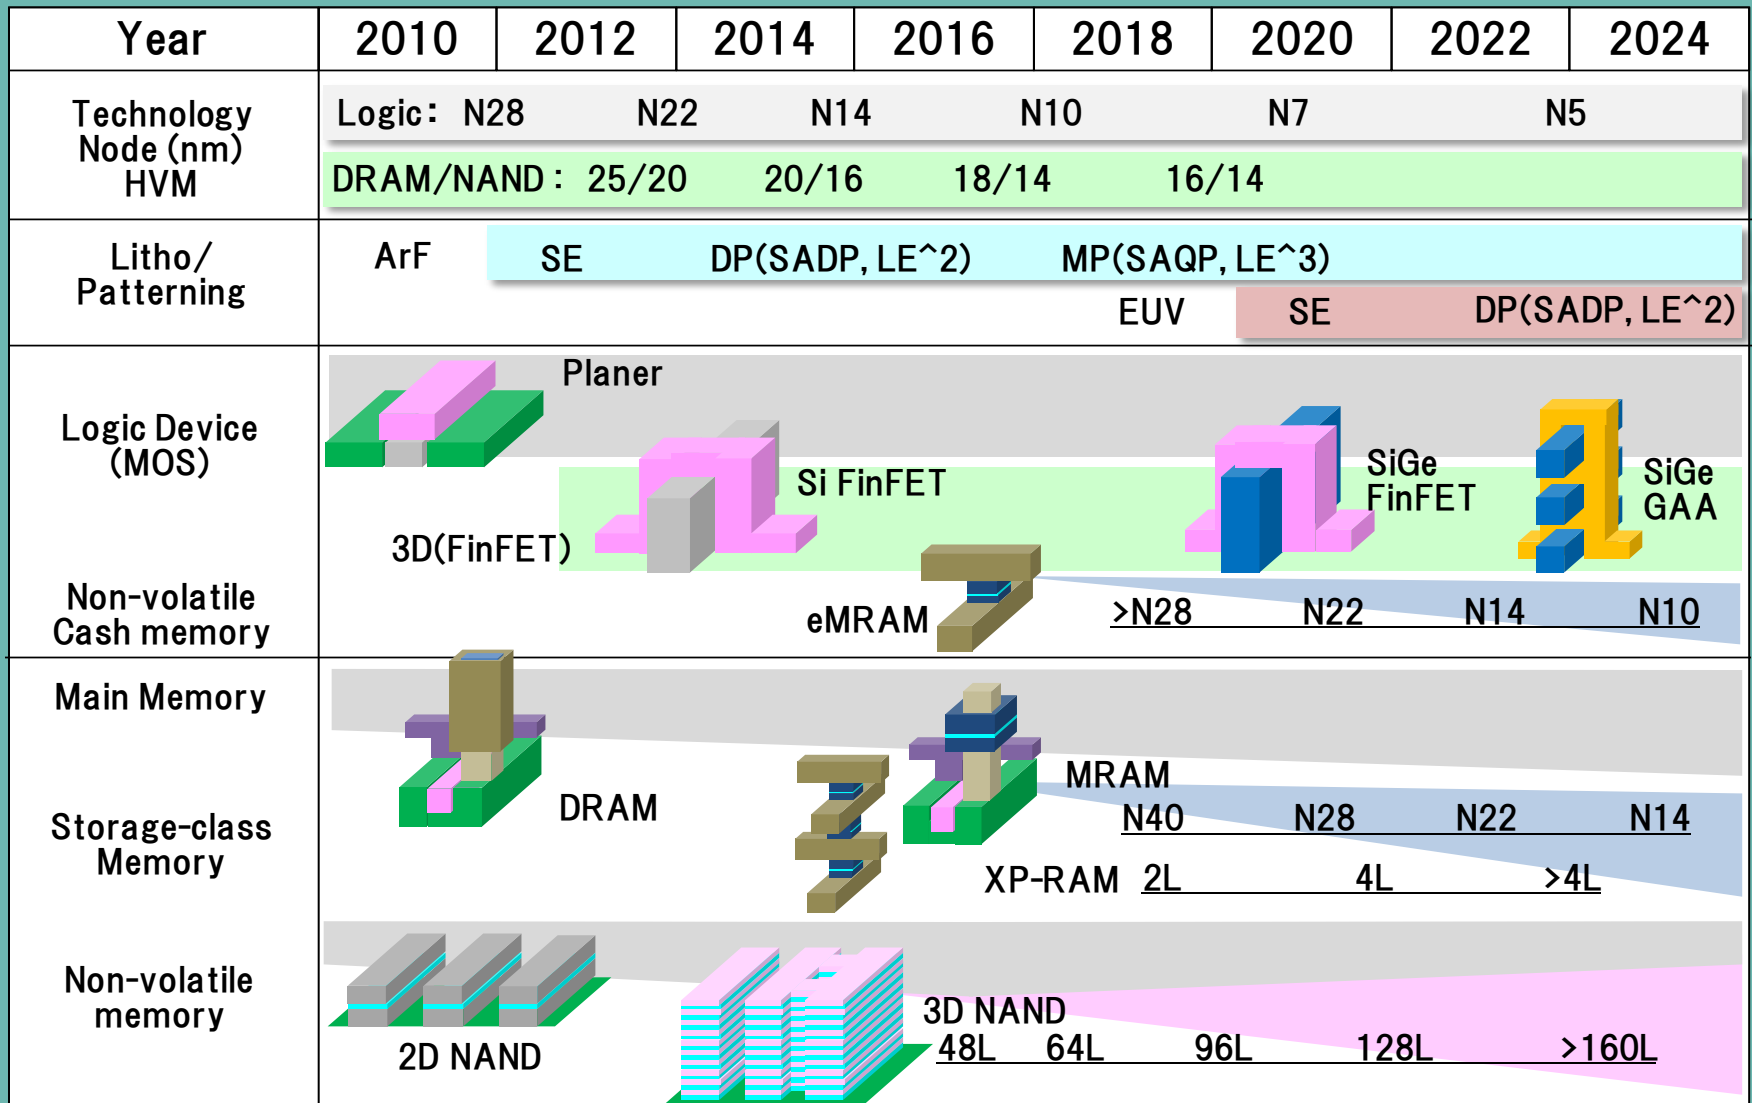 Year 2010 2012 2014 2016 2018 2020 2022 2024
Technology
Node (nm)
HVM
Logic: N28 N22 N14 N10 N7 N5
DRAM/NAND: 25/20 20/16 18/14 16/14
Litho/
Patterning
ArF SE DP(SADP, LE^2) MP(SAQP, LE^3)
EUV SE DP(SADP, LE^2)
Logic Device
(MOS)
Planer
Si FinFET
3D(FinFET)
SiGe
FinFET
SiGe
GAA
Non-volatile
Cash memory
eMRAM >N28 N22 N14 N10
Main Memory
DRAM
MRAM
N40 N28 N22 N14
Storage-class
Memory
XP-RAM 2L 4L >4L
Non-volatile
memory
2D NAND
3D NAND
48L 64L 96L 128L >160L